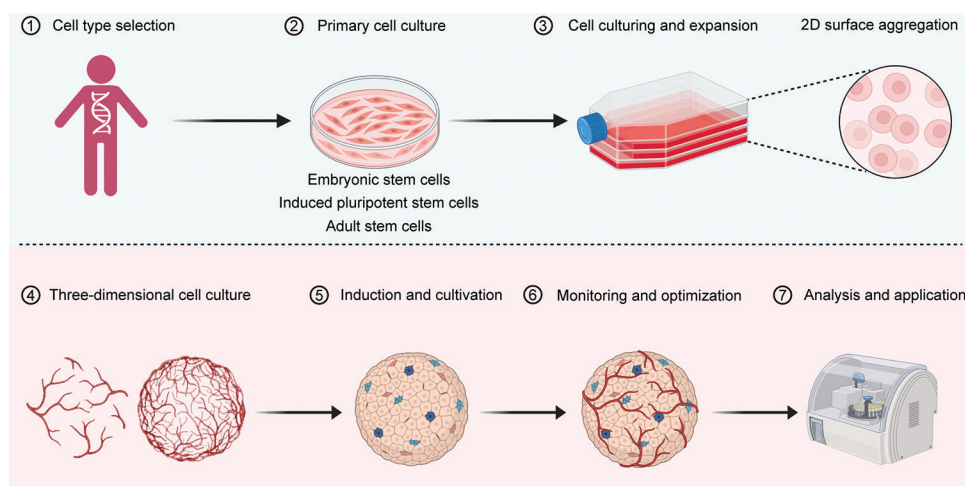 ① Cell type selection
② Primary cell culture
③ Cell culturing and expansion
2D surface aggregation
Embryonic stem cells
Induced pluripotent stem cells
Adult stem cells
④ Three-dimensional cell culture
⑤ Induction and cultivation
⑥ Monitoring and optimization
⑦ Analysis and application